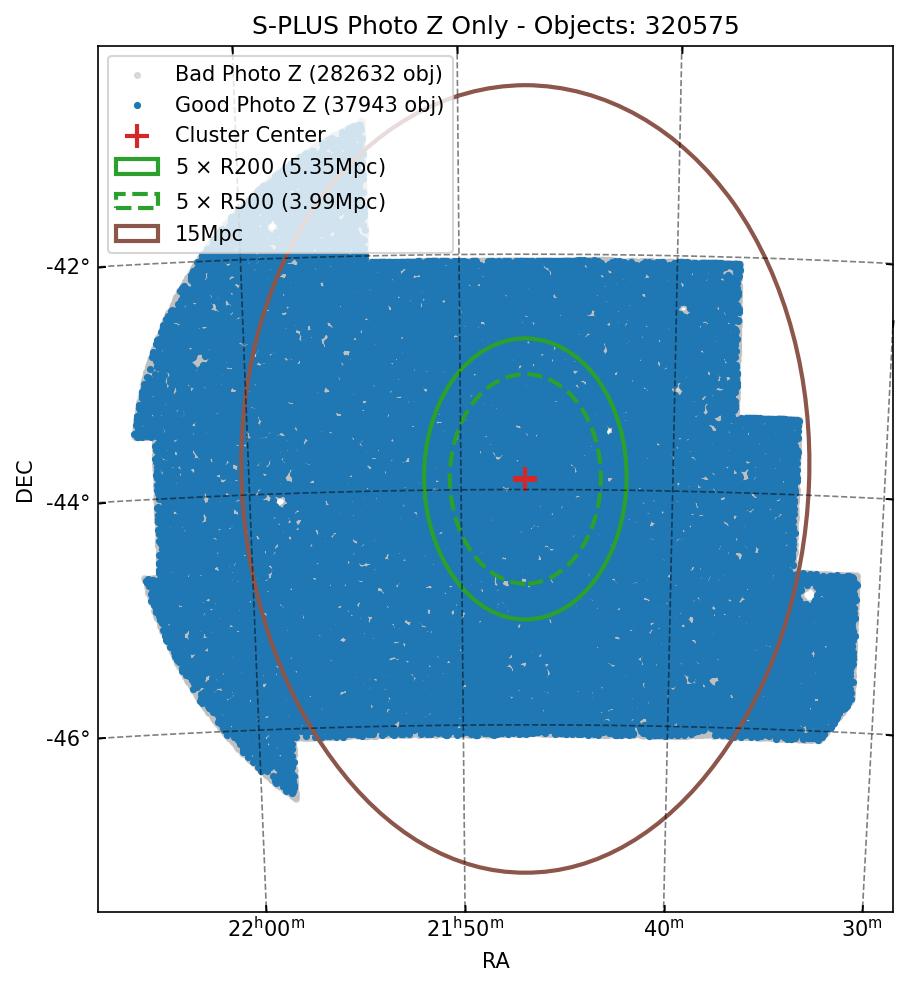 S-PLUS Photo Z Only - Objects: 320575
Bad Photo Z (282632 obj)
Good Photo Z (37943 obj)
Cluster Center
5 × R200 (5.35Mpc)
5 × R500 (3.99Mpc)
15Mpc
-42°
-44°
-46°
DEC
22ʰ00ᵐ 21ʰ50ᵐ 40ᵐ 30ᵐ
RA